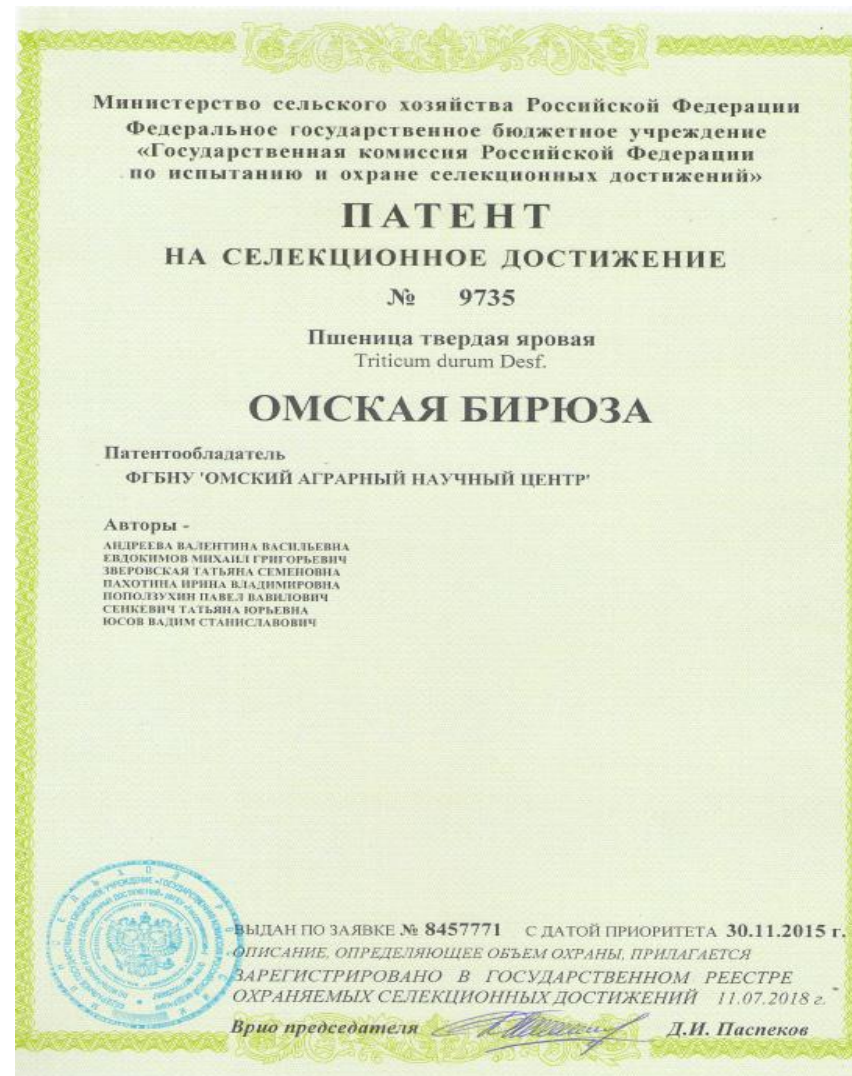 Министерство сельского хозяйства Российской Федерации
Федеральное государственное бюджетное учреждение
«Государственная комиссия Российской Федерации
по испытанию и охране селекционных достижений»
ПАТЕНТ
НА СЕЛЕКЦИОННОЕ ДОСТИЖЕНИЕ
№ 9735
Пшеница твердая яровая
Triticum durum Desf.
ОМСКАЯ БИРЮЗА
Патентообладатель
ФГБНУ 'ОМСКИЙ АГРАРНЫЙ НАУЧНЫЙ ЦЕНТР'
Авторы -
АНДРЕЕВА ВАЛЕНТИНА ВАСИЛЬЕВНА
ЕВДОКИМОВ МИХАИЛ ГРИГОРЬЕВИЧ
ЗВЕРОВСКАЯ ТАТЬЯНА СЕМЕНОВНА
ПАХОТИНА ИРИНА ВЛАДИМИРОВНА
ПОПОЛЗУХИН ПАВЕЛ ВАВИЛОВИЧ
СЕНКЕВИЧ ТАТЬЯНА ЮРЬЕВНА
ЮСОВ ВАДИМ СТАНИСЛАВОВИЧ
ВЫДАН ПО ЗАЯВКЕ № 8457771 С ДАТОЙ ПРИОРИТЕТА 30.11.2015 г.
ОПИСАНИЕ, ОПРЕДЕЛЯЮЩЕЕ ОБЪЕМ ОХРАНЫ, ПРИЛАГАЕТСЯ
ЗАРЕГИСТРИРОВАНО В ГОСУДАРСТВЕННОМ РЕЕСТРЕ
ОХРАНЯЕМЫХ СЕЛЕКЦИОННЫХ ДОСТИЖЕНИЙ 11.07.2018 г.
Врио председателя Д.И. Паспеков